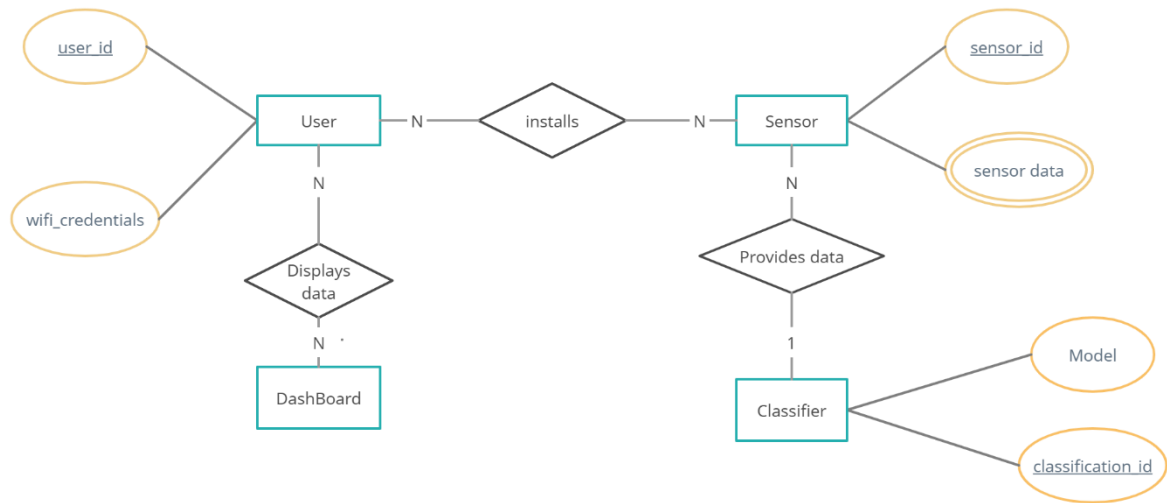 user_id
sensor_id
User
N
installs
N
Sensor
sensor data
wifi_credentials
N
N
Displays
data
Provides data
N
1
Model
DashBoard
Classifier
classification_id